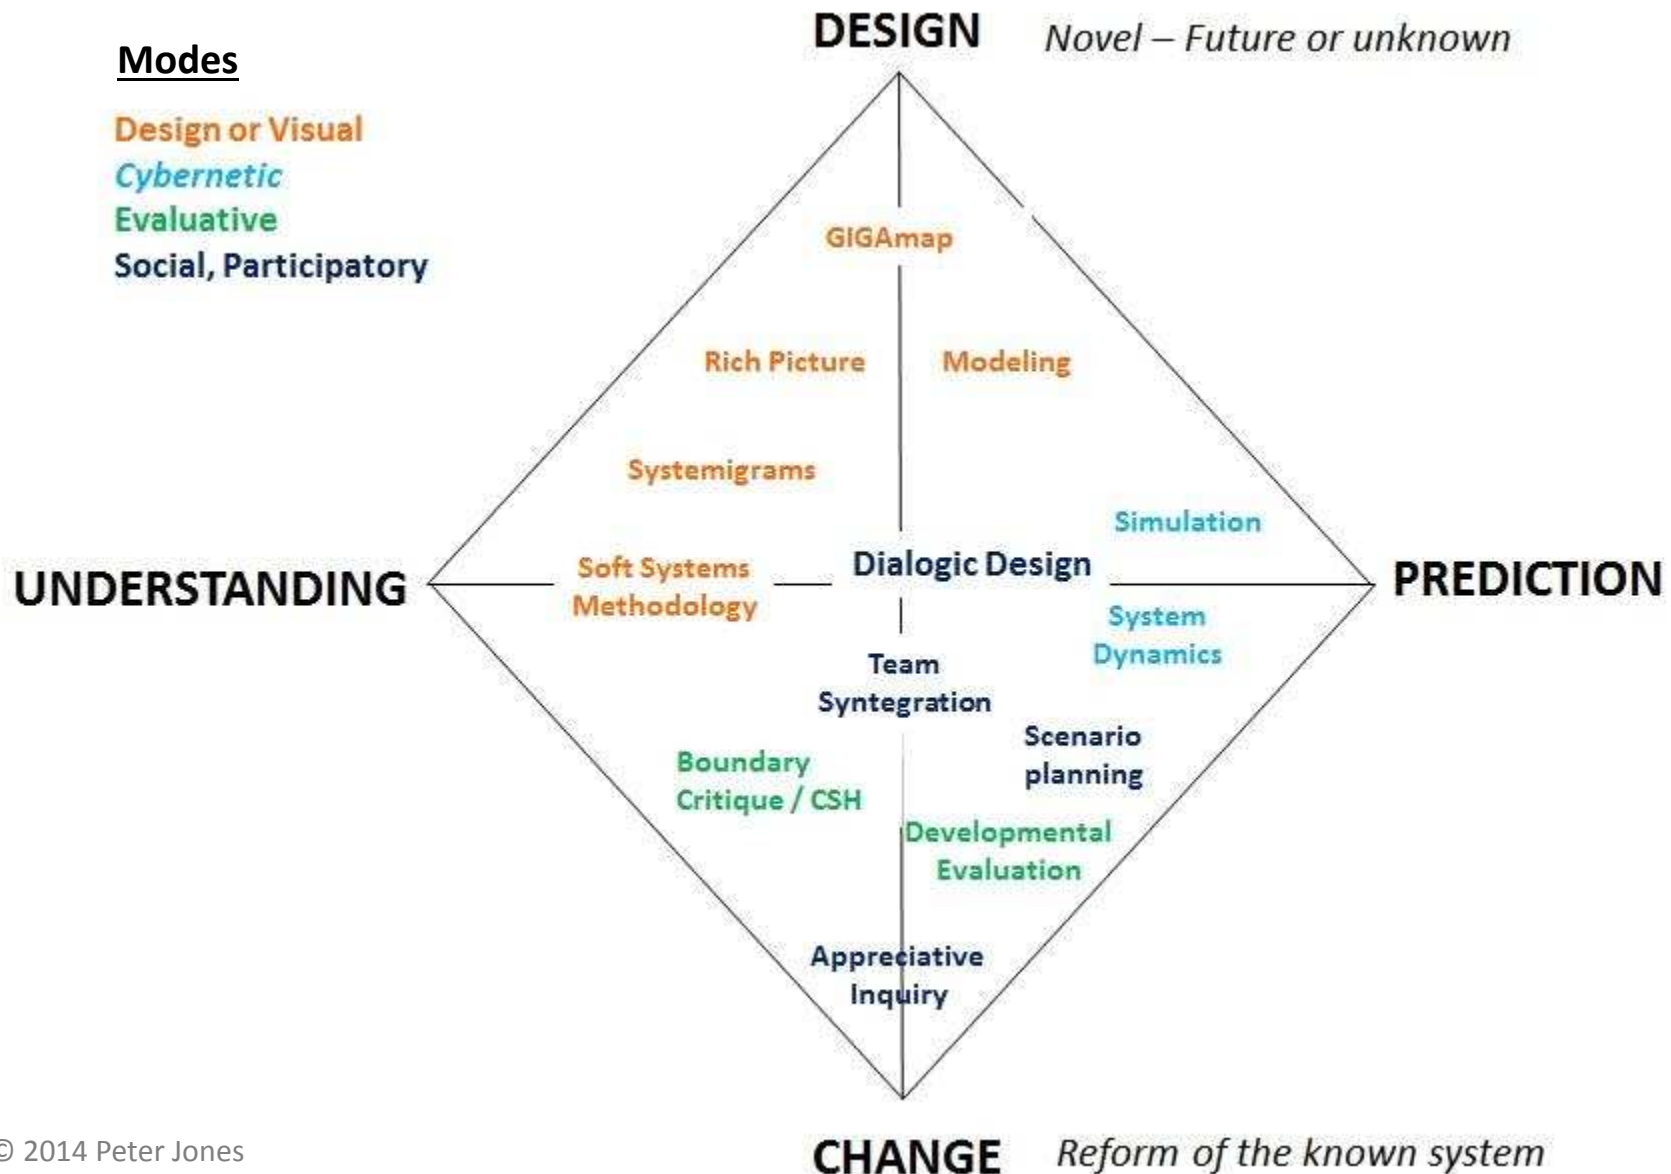 DESIGN
Novel – Future or unknown
Modes
Design or Visual
Cybernetic
Evaluative
Social, Participatory
GIGAmap
Rich Picture
Modeling
Systemigrams
Simulation
Dialogic Design
Soft Systems
Methodology
UNDERSTANDING
PREDICTION
System
Dynamics
Team
Syntegration
Scenario
planning
Boundary
Critique / CSH
Developmental
Evaluation
Appreciative
Inquiry
© 2014 Peter Jones
CHANGE
Reform of the known system